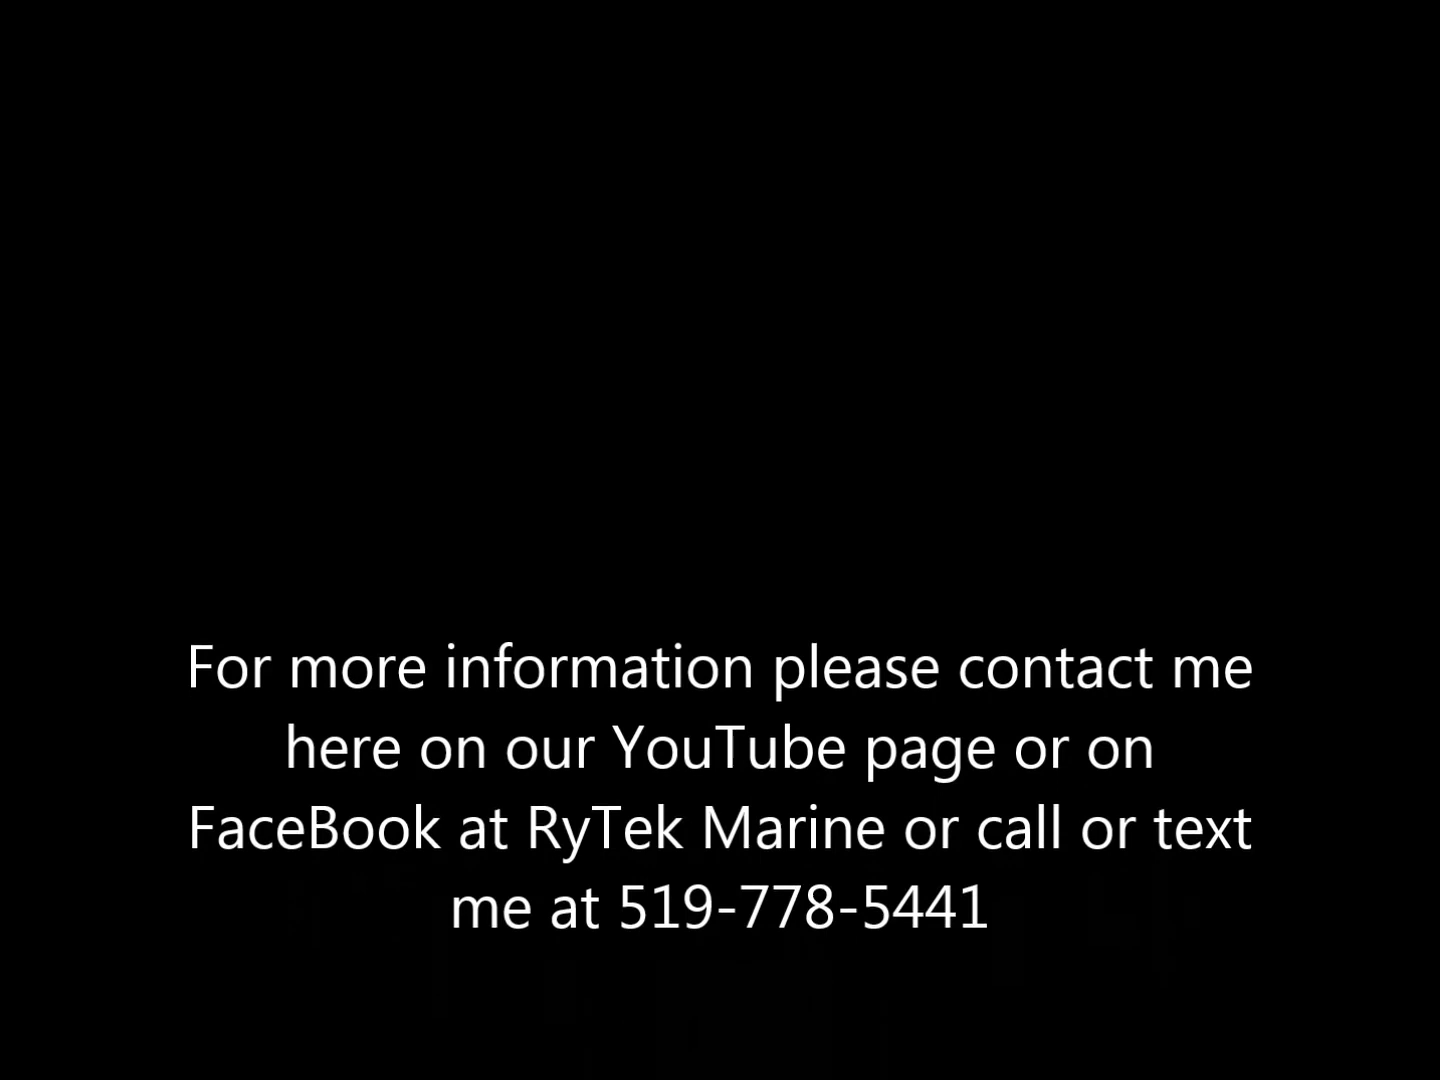 For more information please contact me
here on our YouTube page or on
FaceBook at RyTek Marine or call or text
me at 519-778-5441